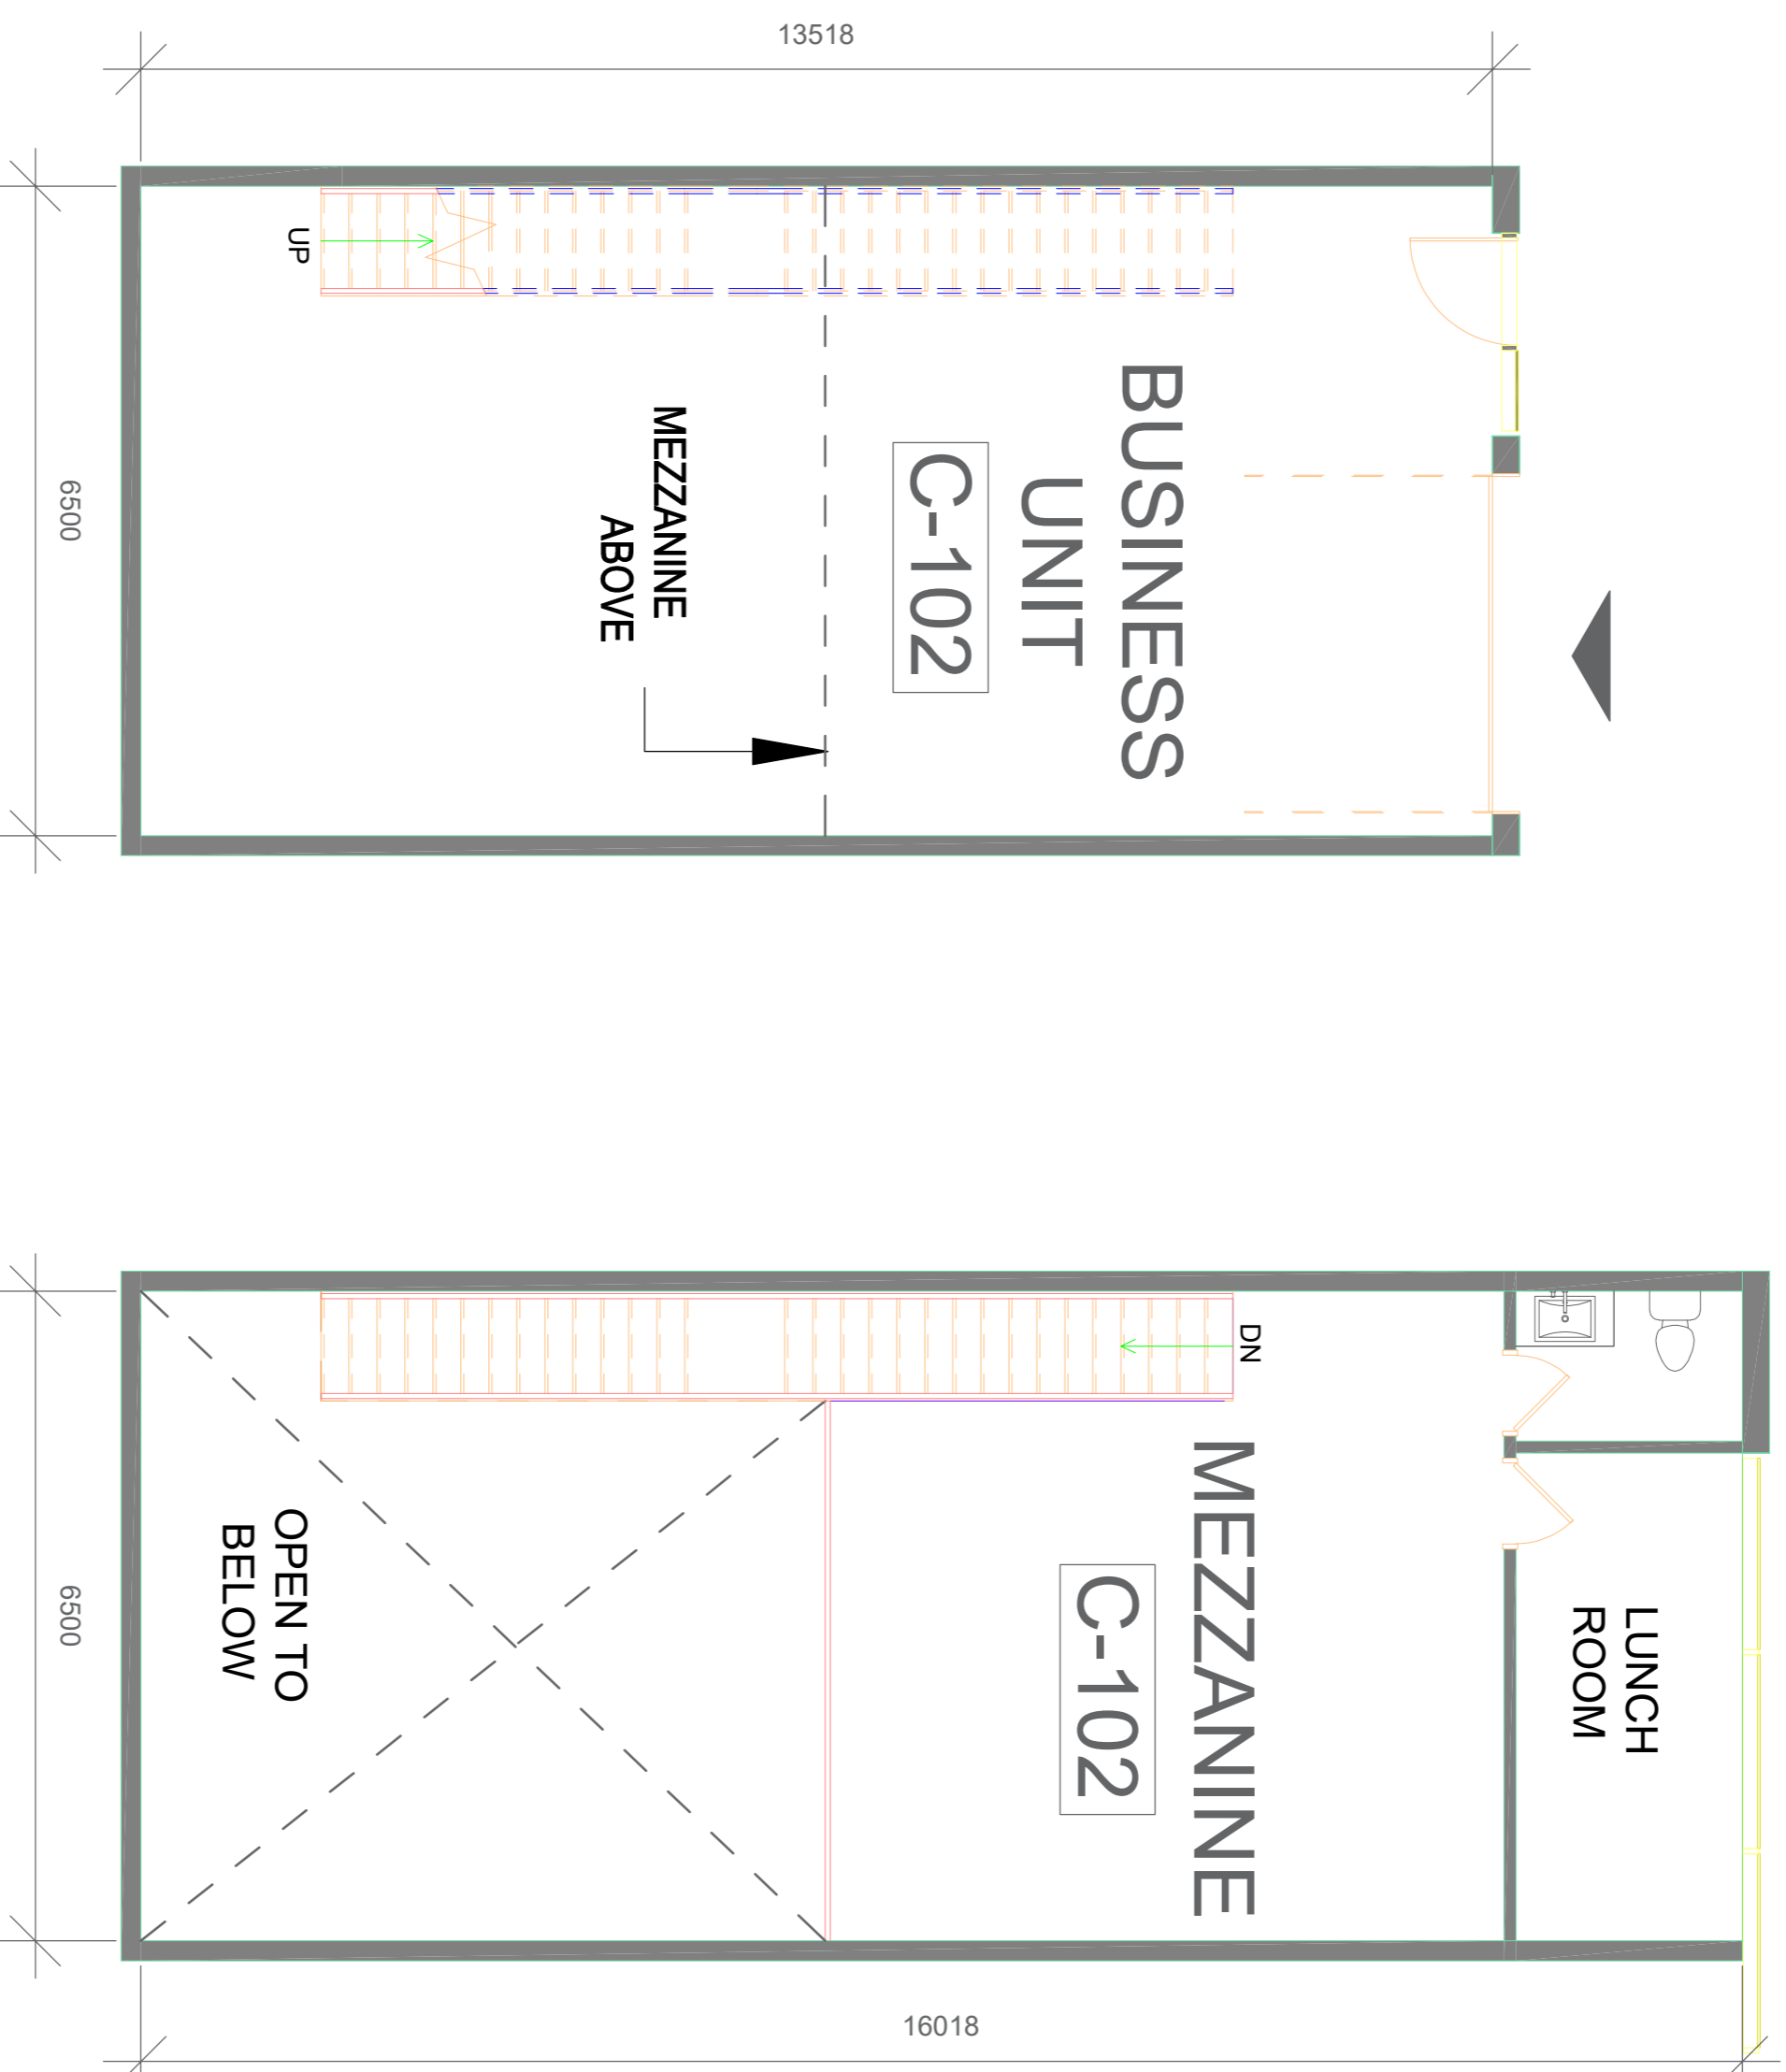 13518
6500
UP
BUSINESS
UNIT
C-102
MEZZANINE
ABOVE
DN
MEZZANINE
C-102
LUNCH
ROOM
OPEN TO
BELOW
6500
16018